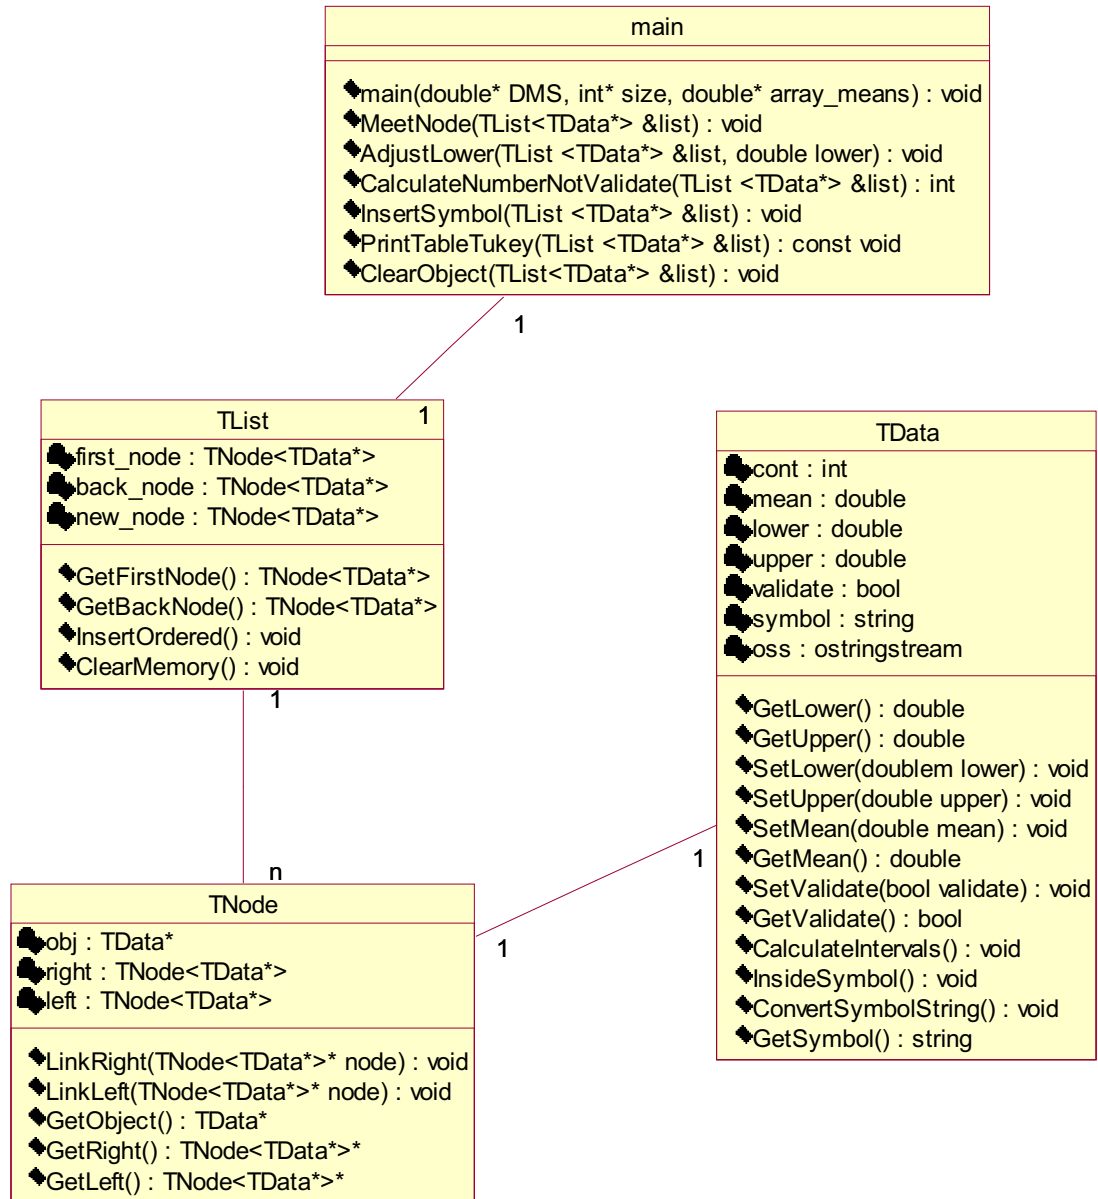 main
main(double* DMS, int* size, double* array_means) : void
MeetNode(TList<TData*> &list) : void
AdjustLower(TList <TData*> &list, double lower) : void
CalculateNumberNotValidate(TList <TData*> &list) : int
InsertSymbol(TList <TData*> &list) : void
PrintTableTukey(TList <TData*> &list) : const void
ClearObject(TList<TData*> &list) : void
1
1
TList
first_node : TNode<TData*>
back_node : TNode<TData*>
new_node : TNode<TData*>
GetFirstNode() : TNode<TData*>
GetBackNode() : TNode<TData*>
InsertOrdered() : void
ClearMemory() : void
1
n
TData
cont : int
mean : double
lower : double
upper : double
validate : bool
symbol : string
oss : ostringstream
GetLower() : double
GetUpper() : double
SetLower(doublem lower) : void
SetUpper(double upper) : void
SetMean(double mean) : void
GetMean() : double
SetValidate(bool validate) : void
GetValidate() : bool
CalculateIntervals() : void
InsideSymbol() : void
ConvertSymbolString() : void
GetSymbol() : string
1
1
TNode
obj : TData*
right : TNode<TData*>
left : TNode<TData*>
LinkRight(TNode<TData*>* node) : void
LinkLeft(TNode<TData*>* node) : void
GetObject() : TData*
GetRight() : TNode<TData*>*
GetLeft() : TNode<TData*>*